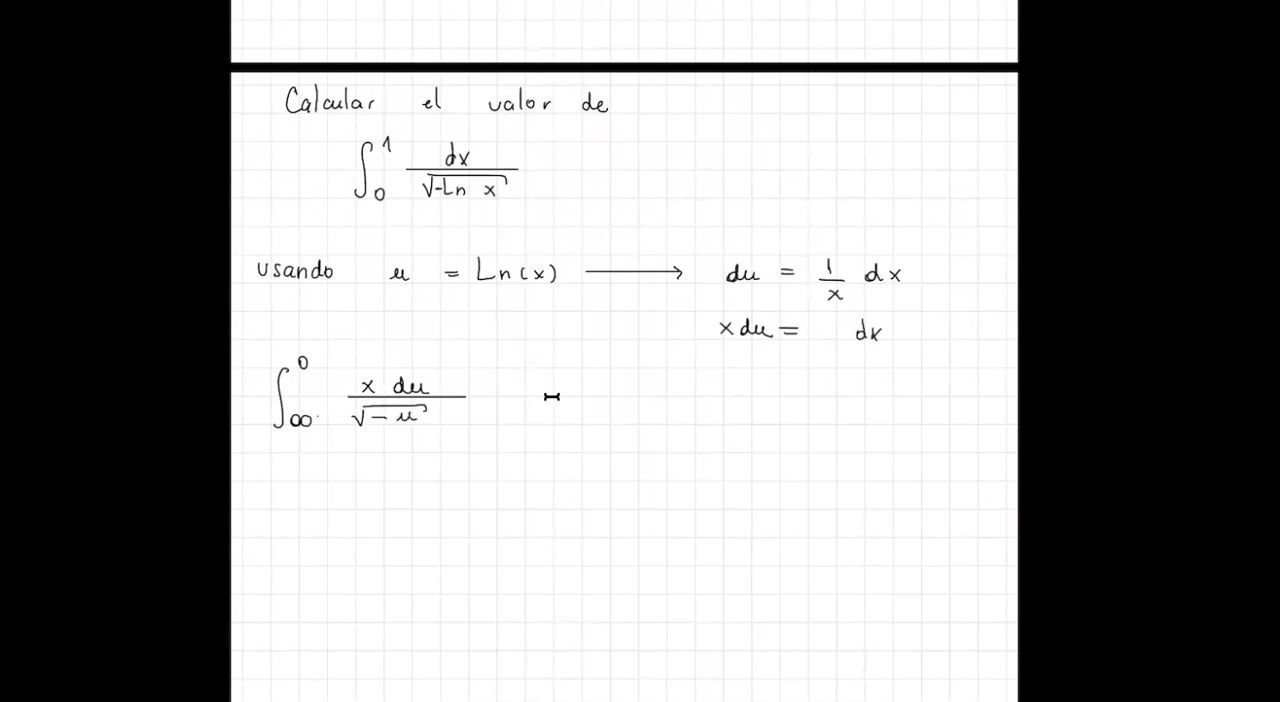 Calcular el valor de
∫₀¹ dx / √(-Ln x)
usando u = Ln(x) ⟶ du = 1/x dx
x du = dx
∫_∞^0 x du / √(-u)